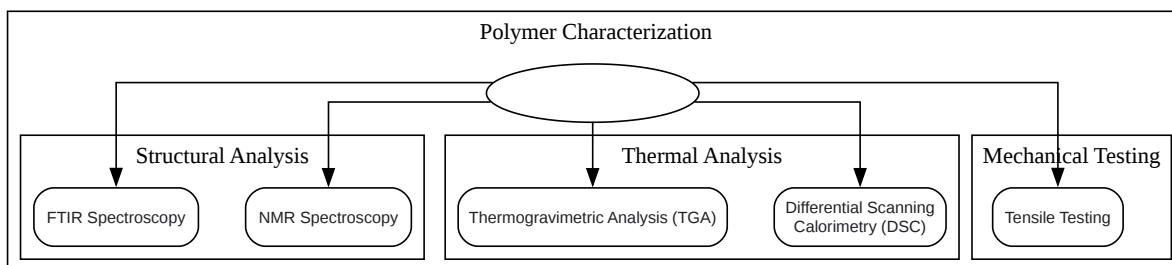 Polymer Characterization
Structural Analysis
Thermal Analysis
Mechanical Testing
FTIR Spectroscopy
NMR Spectroscopy
Thermogravimetric Analysis (TGA)
Differential Scanning
Calorimetry (DSC)
Tensile Testing